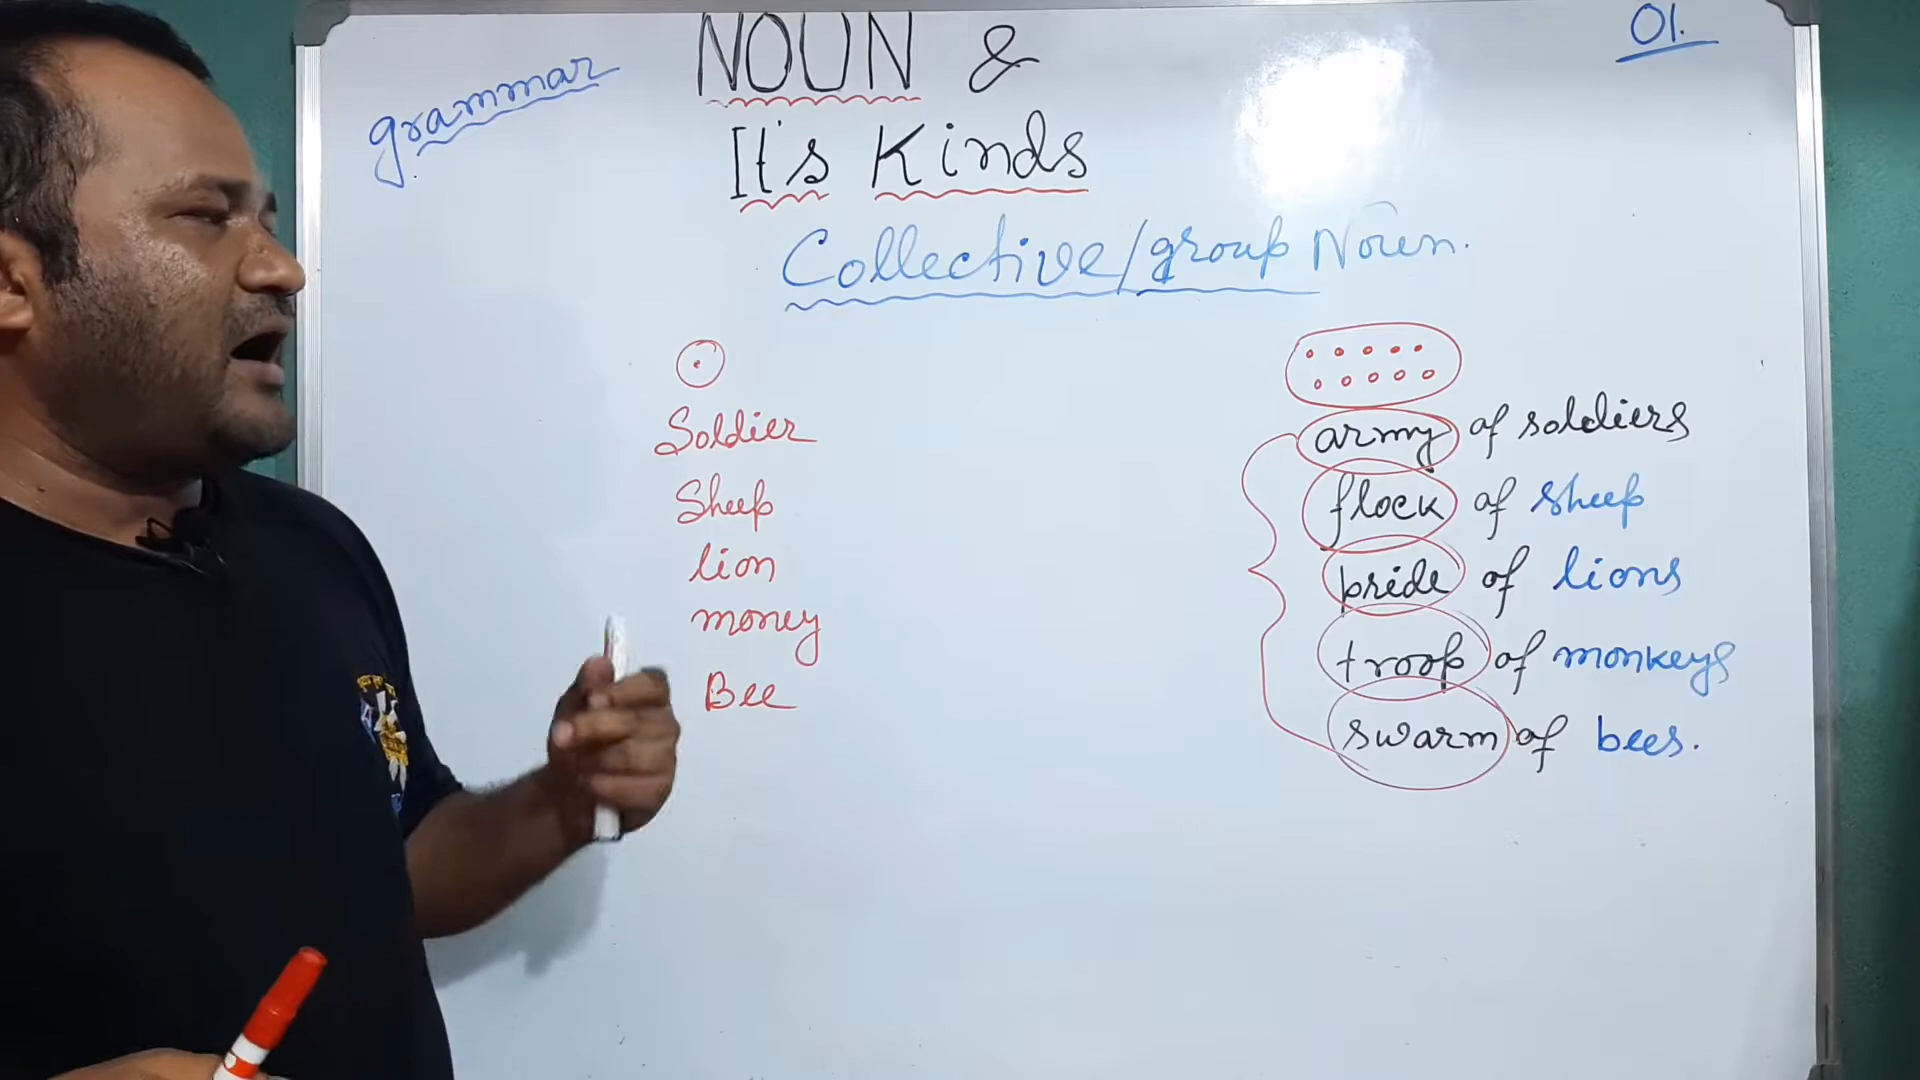 grammar
NOUN &
01.
It's Kinds
Collective/group Noun.
Soldier
Sheep
lion
money
Bee
army of soldiers
flock of sheep
pride of lions
troop of monkeys
swarm of bees.